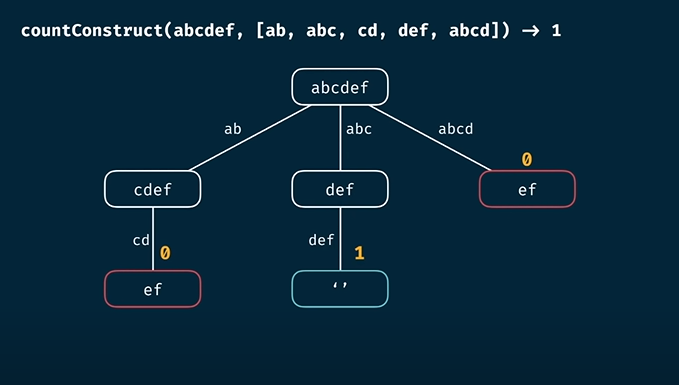 countConstruct(abcdef, [ab, abc, cd, def, abcd]) → 1
abcdef
ab
abc
abcd
0
cdef
def
ef
cd
0
def
1
ef
‘’